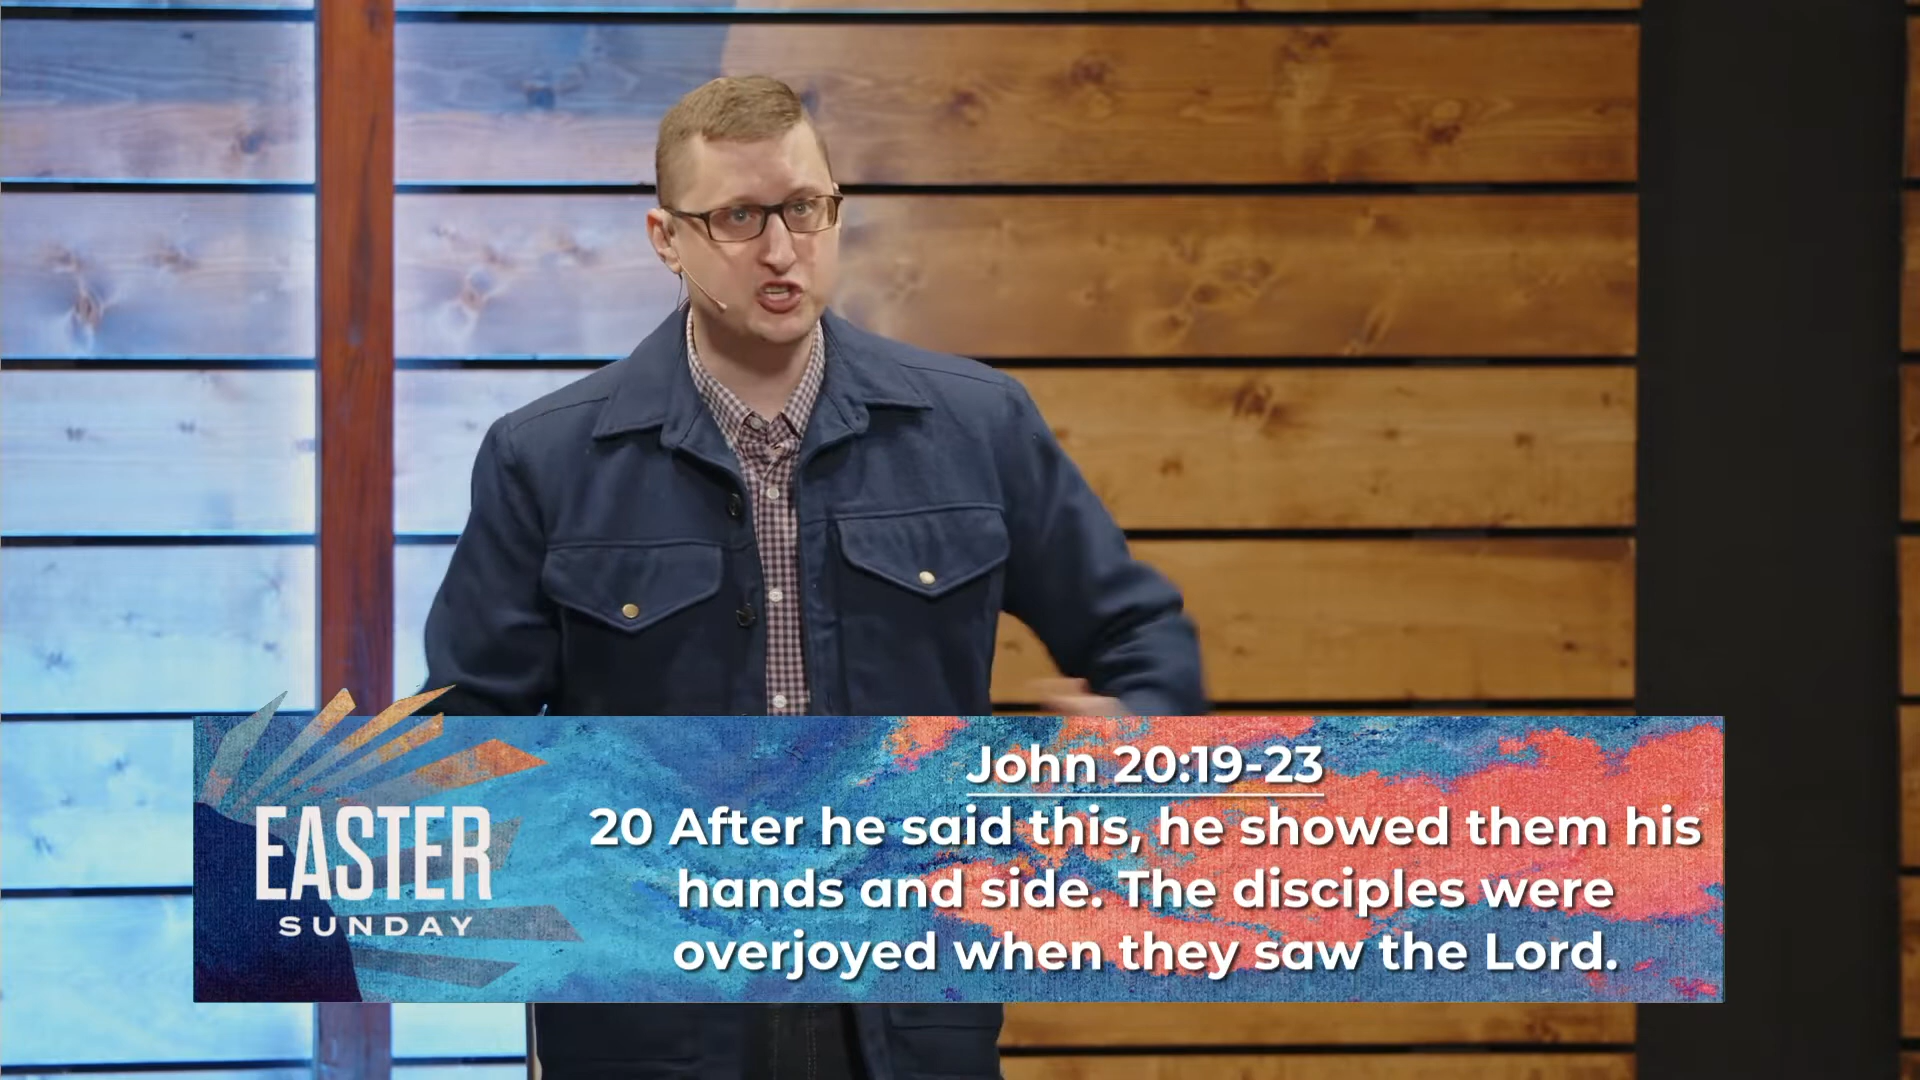 EASTER
SUNDAY
John 20:19-23
20 After he said this, he showed them his
hands and side. The disciples were
overjoyed when they saw the Lord.